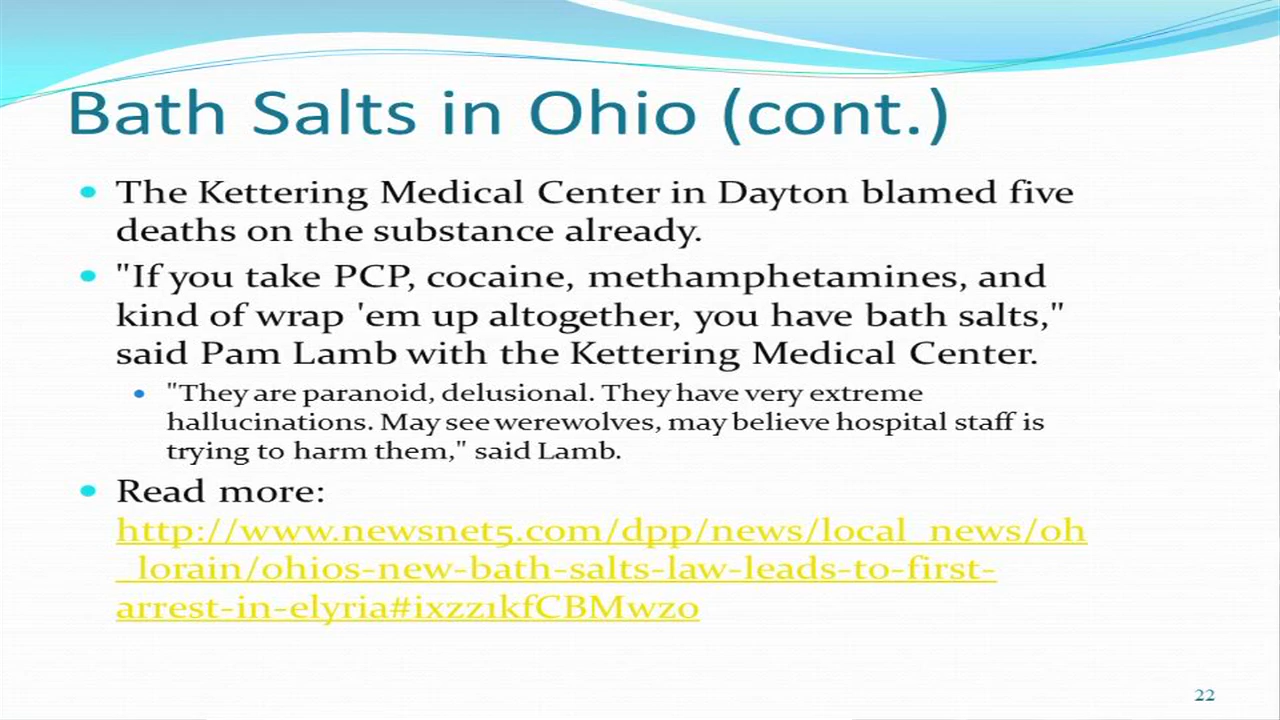 Bath Salts in Ohio (cont.)
• The Kettering Medical Center in Dayton blamed five
deaths on the substance already.
• "If you take PCP, cocaine, methamphetamines, and
kind of wrap 'em up altogether, you have bath salts,"
said Pam Lamb with the Kettering Medical Center.
• "They are paranoid, delusional. They have very extreme
hallucinations. May see werewolves, may believe hospital staff is
trying to harm them," said Lamb.
• Read more:
http://www.newsnet5.com/dpp/news/local_news/oh
_lorain/ohios-new-bath-salts-law-leads-to-first-
arrest-in-elyria#ixzz1kfCBMwzo
22